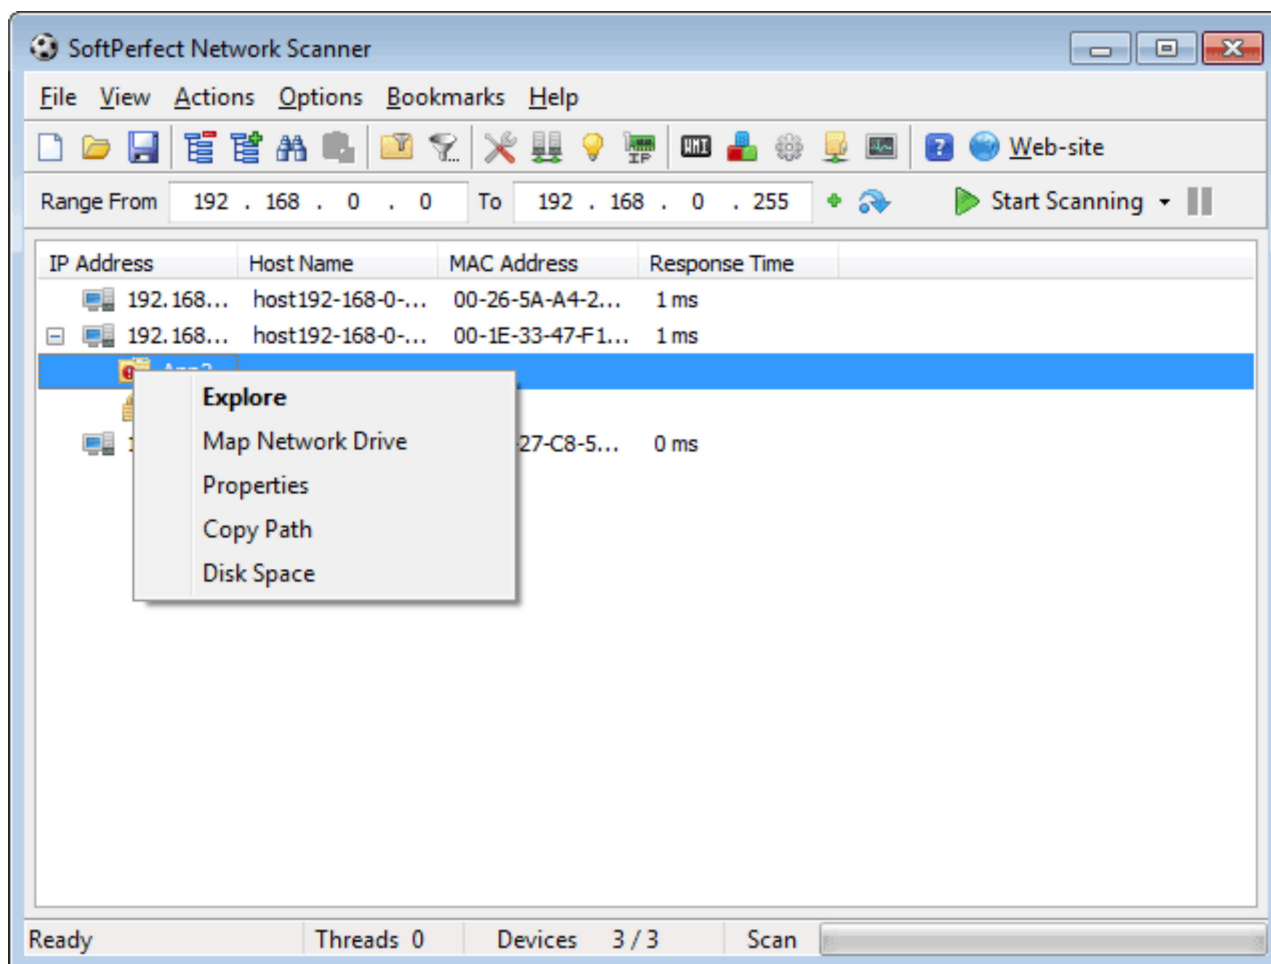 SoftPerfect Network Scanner
File View Actions Options Bookmarks Help
IP WMI ? Web-site
Range From 192 . 168 . 0 . 0 To 192 . 168 . 0 . 255 Start Scanning
IP Address Host Name MAC Address Response Time
192.168... host192-168-0-... 00-26-5A-A4-2... 1 ms
192.168... host192-168-0-... 00-1E-33-47-F1... 1 ms
Explore
Map Network Drive
27-C8-5... 0 ms
Properties
Copy Path
Disk Space
Ready Threads 0 Devices 3 / 3 Scan